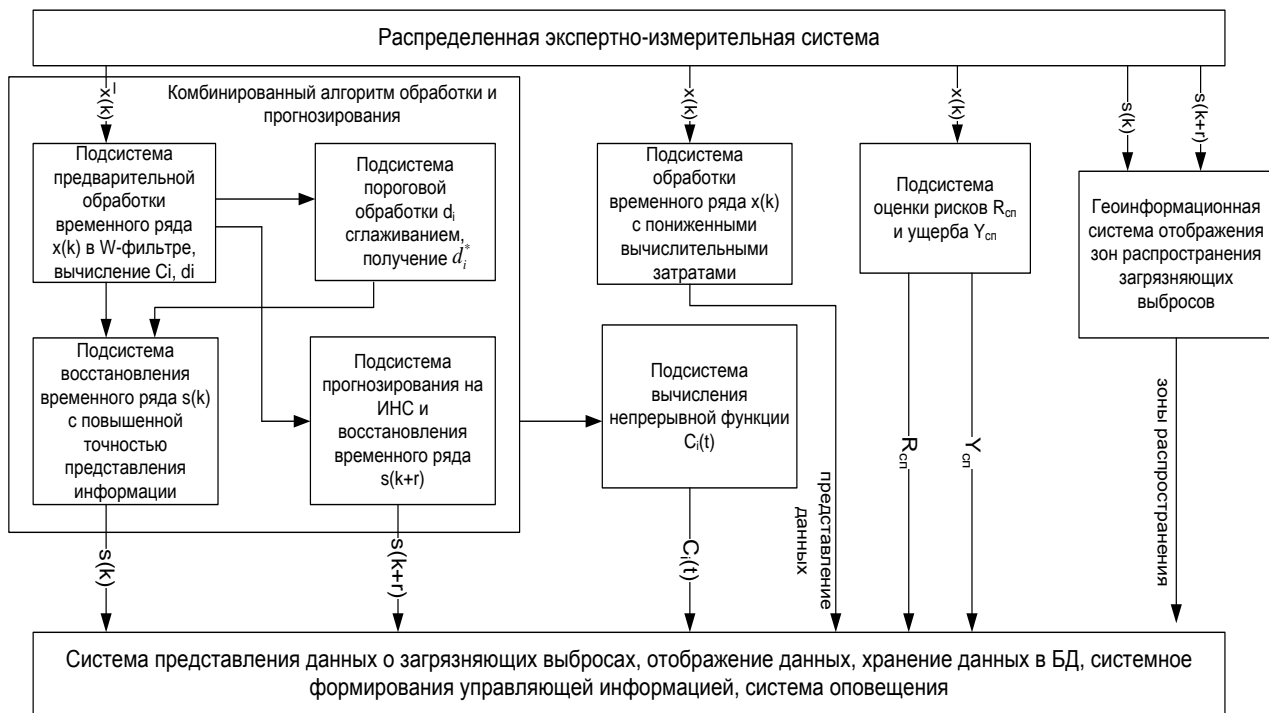 Распределенная экспертно-измерительная система
x̄(k)
x(k)
x(k)
s(k)
s(k+r)
Комбинированный алгоритм обработки и
прогнозирования
Подсистема
предварительной
обработки
временного ряда
x(k) в W-фильтре,
вычисление Ci, di
Подсистема
пороговой
обработки di
сглаживанием,
получение di*
Подсистема
обработки
временного ряда x(k)
с пониженными
вычислительными
затратами
Подсистема
оценки рисков Rсп
и ущерба Yсп
Геоинформационная
система отображения
зон распространения
загрязняющих
выбросов
Подсистема
восстановления
временного ряда s(k)
с повышенной
точностью
представления
информации
Подсистема
прогнозирования на
ИНС и
восстановления
временного ряда
s(k+r)
Подсистема
вычисления
непрерывной функции
Ci(t)
s(k)
s(k+r)
Ci(t)
представление
данных
Rсп
Yсп
зоны распространения
Система представления данных о загрязняющих выбросах, отображение данных, хранение данных в БД, системное
формирования управляющей информацией, система оповещения